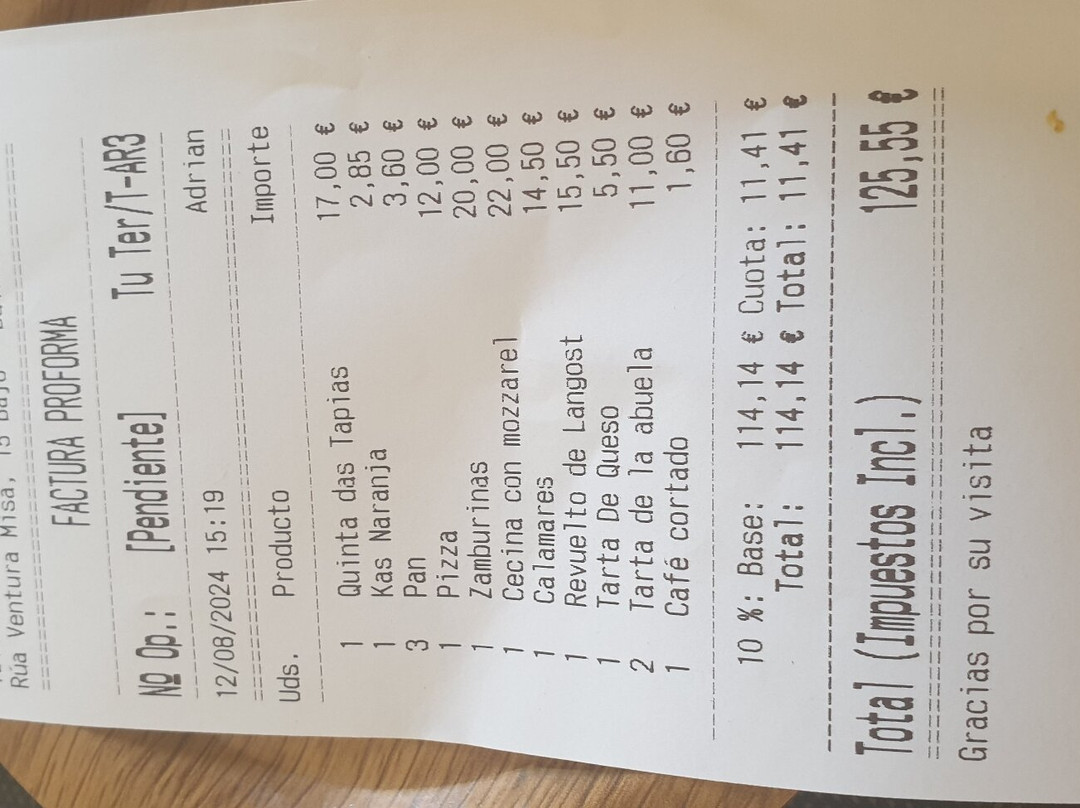 Rúa Ventura Misa, 15
FACTURA PROFORMA
Nº Op.: [Pendiente] Tu Ter/T-AR3
12/08/2024 15:19 Adrian
Uds. Producto Importe
1 Quinta das Tapias 17,00 €
1 Kas Naranja 2,85 €
3 Pan 3,60 €
1 Pizza 12,00 €
1 Zamburinas 20,00 €
1 Cecina con mozzarel 22,00 €
1 Calamares 14,50 €
1 Revuelto de Langost 15,50 €
1 Tarta De Queso 5,50 €
2 Tarta de la abuela 11,00 €
1 Café cortado 1,60 €
10 %: Base: 114,14 € Cuota: 11,41 €
Total: 114,14 € Total: 11,41 €
Total (Impuestos Incl.) 125,55 €
Gracias por su visita